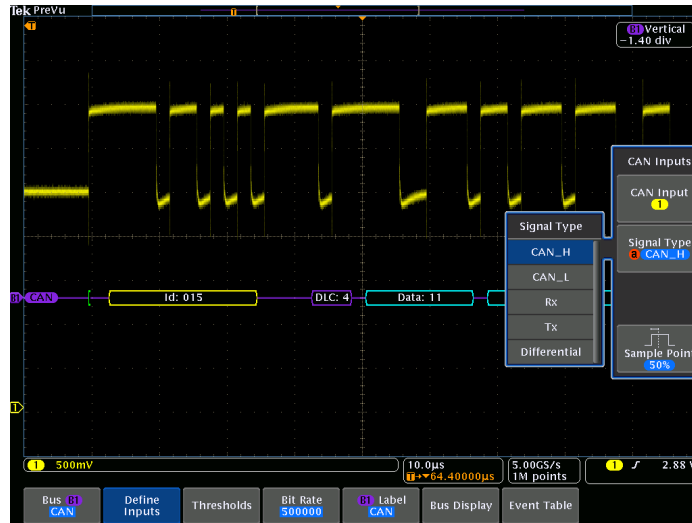 Tek PreVu
T
T
B1 Vertical
-1.40 div
CAN Inputs
CAN Input
1
Signal Type
a CAN_H
Signal Type
CAN_H
CAN_L
Rx
Tx
Differential
B1 CAN
Id: 015
DLC: 4
Data: 11
Sample Poin
50%
1
1 500mV
10.0μs
T→▼64.40000μs
5.00GS/s
1M points
1 2.88 V
Bus B1
CAN
Define
Inputs
Thresholds
Bit Rate
500000
B1 Label
CAN
Bus Display
Event Table